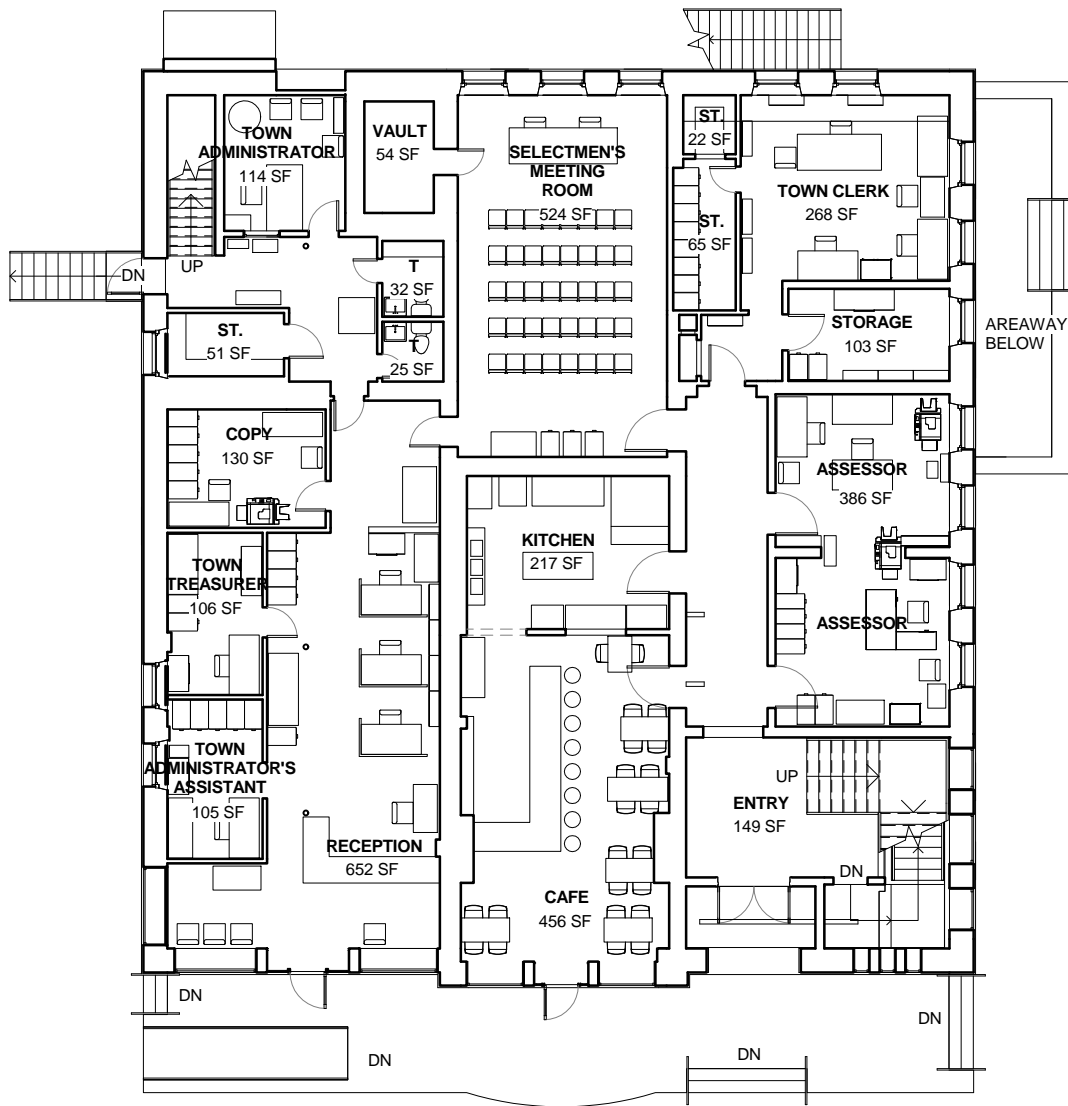 TOWN
ADMINISTRATOR
114 SF
VAULT
54 SF
SELECTMEN'S
MEETING
ROOM
524 SF
ST.
22 SF
TOWN CLERK
268 SF
ST.
65 SF
DN
UP
T
32 SF
ST.
51 SF
T
25 SF
STORAGE
103 SF
AREAWAY
BELOW
COPY
130 SF
ASSESSOR
386 SF
KITCHEN
217 SF
TOWN
TREASURER
106 SF
ASSESSOR
TOWN
ADMINISTRATOR'S
ASSISTANT
105 SF
UP
ENTRY
149 SF
RECEPTION
652 SF
DN
CAFE
456 SF
DN
DN
DN
DN